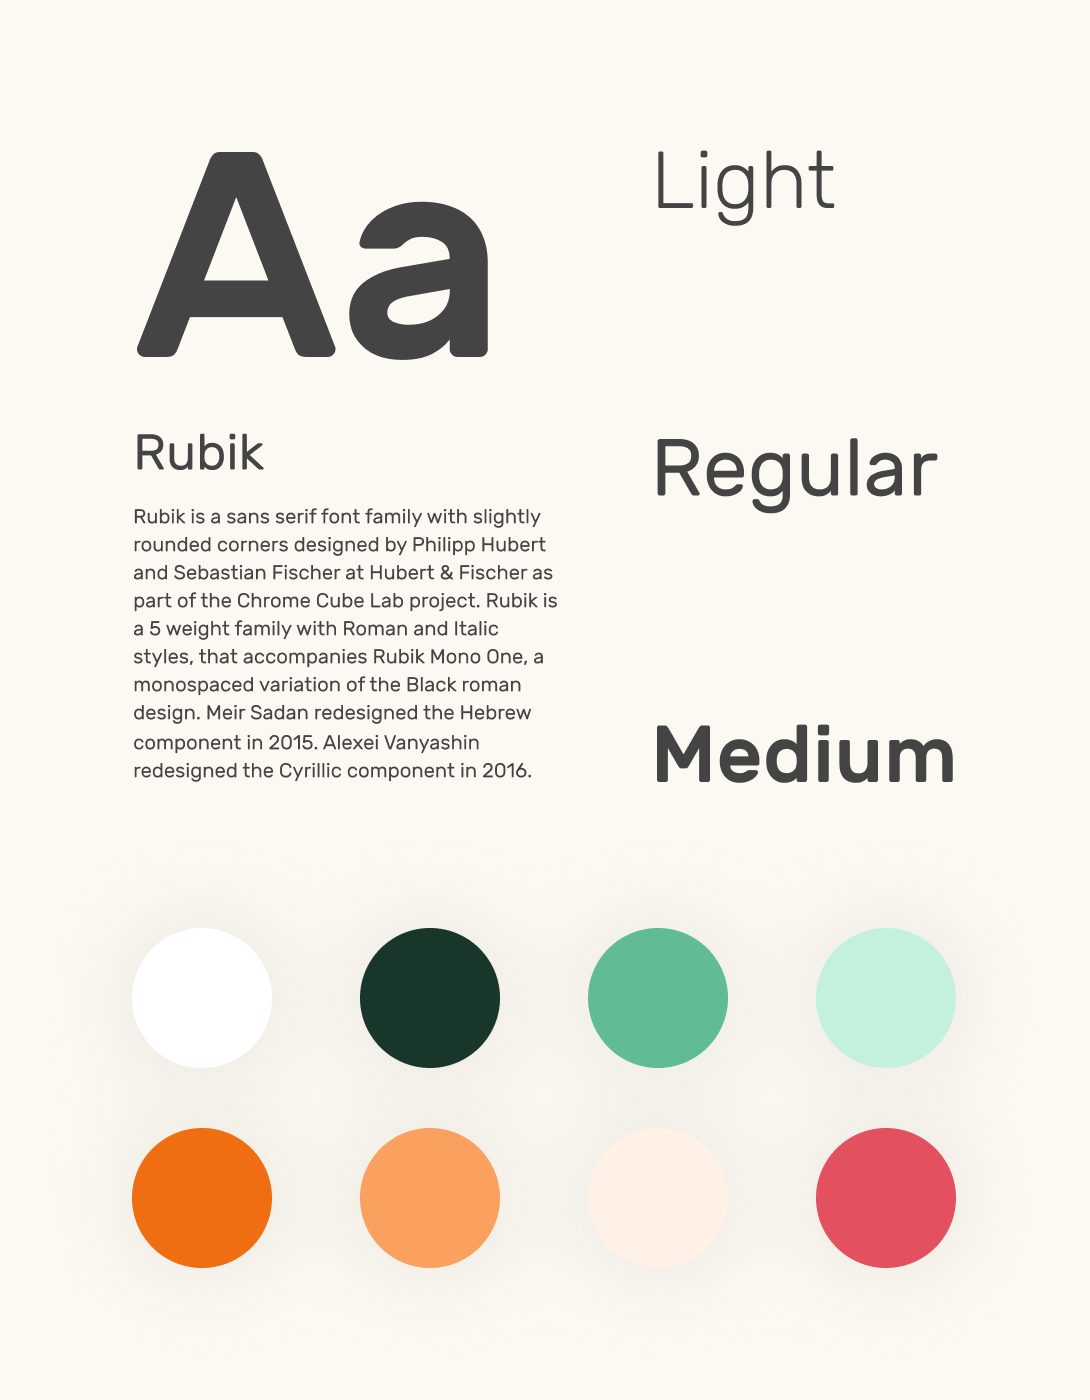 Aa
Rubik
Rubik is a sans serif font family with slightly
rounded corners designed by Philipp Hubert
and Sebastian Fischer at Hubert & Fischer as
part of the Chrome Cube Lab project. Rubik is
a 5 weight family with Roman and Italic
styles, that accompanies Rubik Mono One, a
monospaced variation of the Black roman
design. Meir Sadan redesigned the Hebrew
component in 2015. Alexei Vanyashin
redesigned the Cyrillic component in 2016.
Light
Regular
Medium